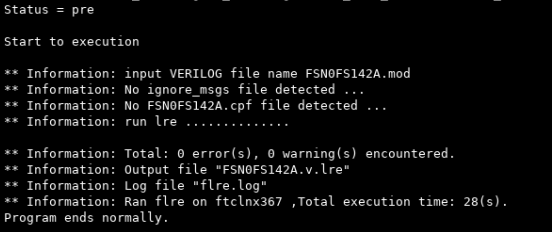 Status = pre
Start to execution
** Information: input VERILOG file name FSN0FS142A.mod
** Information: No ignore_msgs file detected ...
** Information: No FSN0FS142A.cpf file detected ...
** Information: run lre ..............
** Information: Total: 0 error(s), 0 warning(s) encountered.
** Information: Output file "FSN0FS142A.v.lre"
** Information: Log file "flre.log"
** Information: Ran flre on ftclnx367 ,Total execution time: 28(s).
Program ends normally.